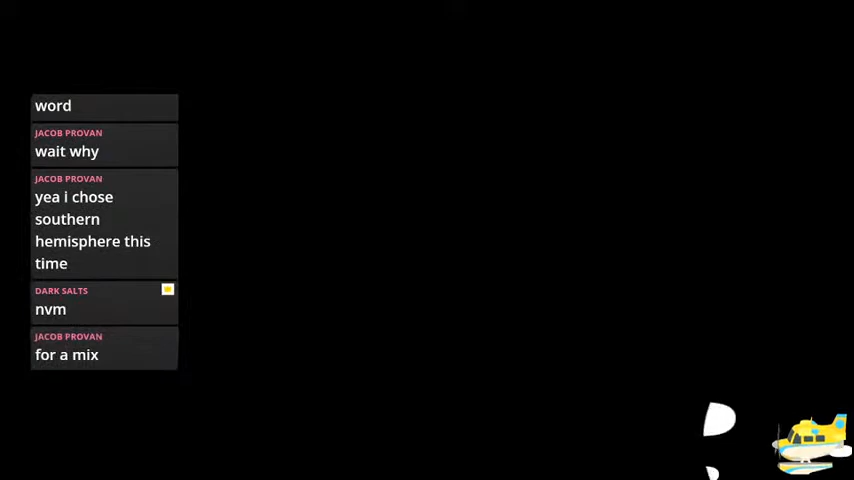 word
JACOB PROVAN
wait why
JACOB PROVAN
yea i chose
southern
hemisphere this
time
DARK SALTS
nvm
JACOB PROVAN
for a mix